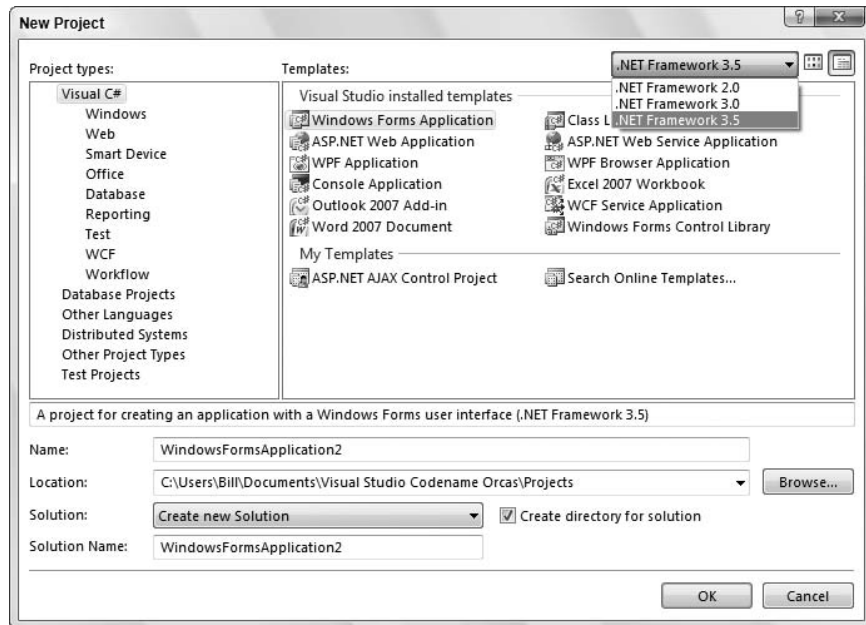 New Project
Project types:
Templates:
.NET Framework 3.5
.NET Framework 2.0
.NET Framework 3.0
.NET Framework 3.5
Visual C#
Windows
Web
Smart Device
Office
Database
Reporting
Test
WCF
Workflow
Database Projects
Other Languages
Distributed Systems
Other Project Types
Test Projects
Visual Studio installed templates
Windows Forms Application
Class L
ASP.NET Web Application
ASP.NET Web Service Application
WPF Application
WPF Browser Application
Console Application
Excel 2007 Workbook
Outlook 2007 Add-in
WCF Service Application
Word 2007 Document
Windows Forms Control Library
My Templates
ASP.NET AJAX Control Project
Search Online Templates...
A project for creating an application with a Windows Forms user interface (.NET Framework 3.5)
Name:
WindowsFormsApplication2
Location:
C:\Users\Bill\Documents\Visual Studio Codename Orcas\Projects
Browse...
Solution:
Create new Solution
Create directory for solution
Solution Name:
WindowsFormsApplication2
OK
Cancel